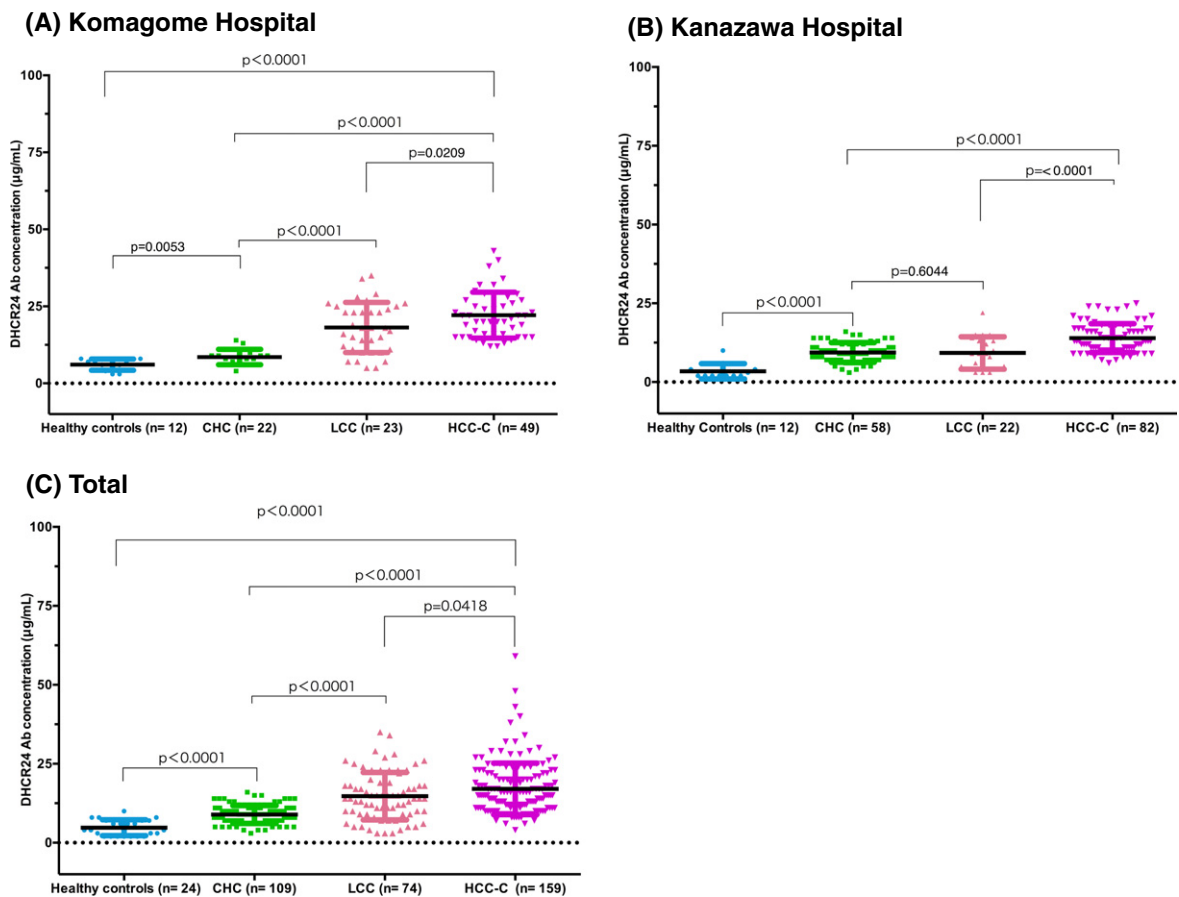 (A) Komagome Hospital
p<0.0001
100
p<0.0001
p=0.0209
75
DHCR24 Ab concentration (µg/mL)
50
p<0.0001
p=0.0053
25
0
Healthy controls (n= 12) CHC (n= 22) LCC (n= 23) HCC-C (n= 49)
(B) Kanazawa Hospital
100
p<0.0001
75
p=<0.0001
DHCR24 Ab concentration (µg/mL)
50
p=0.6044
p<0.0001
25
0
Healthy Controls (n= 12) CHC (n= 58) LCC (n= 22) HCC-C (n= 82)
(C) Total
p<0.0001
100
p<0.0001
p=0.0418
75
DHCR24 Ab concentration (µg/mL)
50
p<0.0001
p<0.0001
25
0
Healthy controls (n= 24) CHC (n= 109) LCC (n= 74) HCC-C (n= 159)